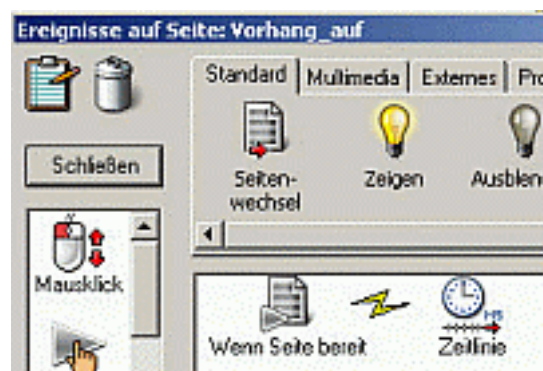 Ereignisse auf Seite: Vorhang_auf
Standard Multimedia Externes
Schließen
Seiten-
wechsel
Zeigen
Mausklick
Wenn Seite bereit
Zeitlinie